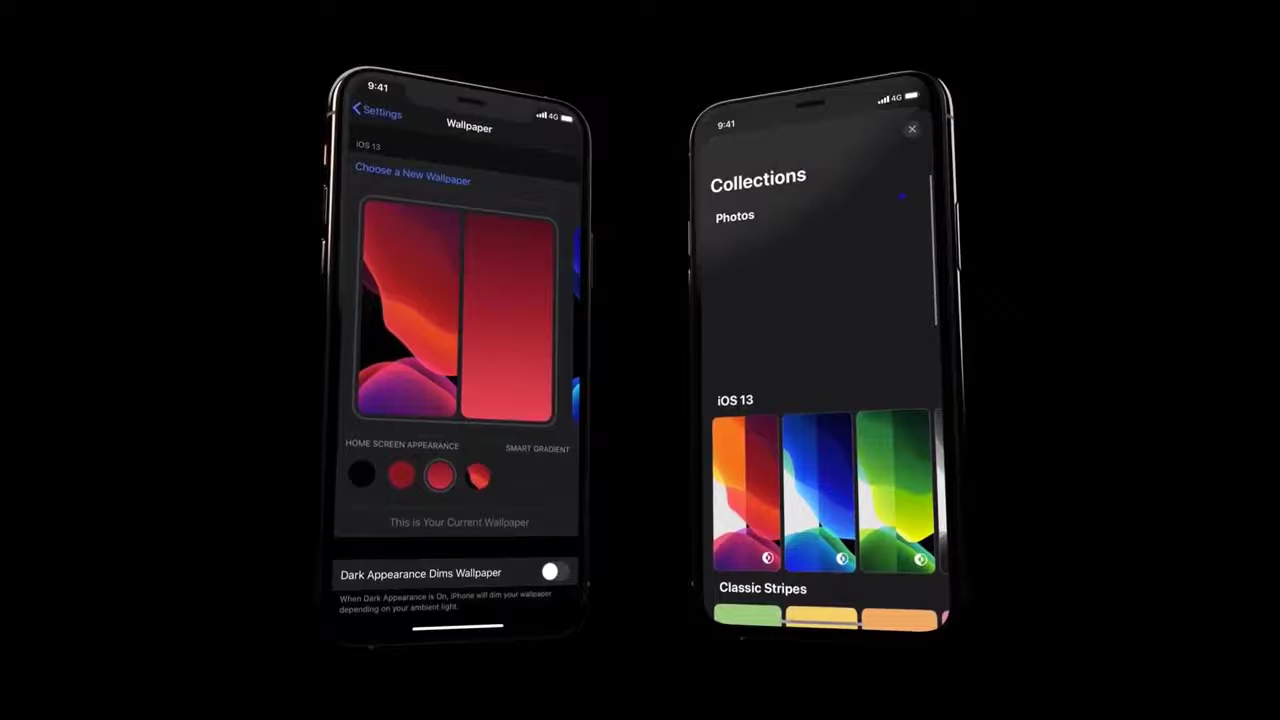 9:41
4G
Settings
Wallpaper
iOS 13
Choose a New Wallpaper
HOME SCREEN APPEARANCE
SMART GRADIENT
This is Your Current Wallpaper
Dark Appearance Dims Wallpaper
When Dark Appearance is On, iPhone will dim your wallpaper
depending on your ambient light.
9:41
4G
Collections
Photos
iOS 13
Classic Stripes